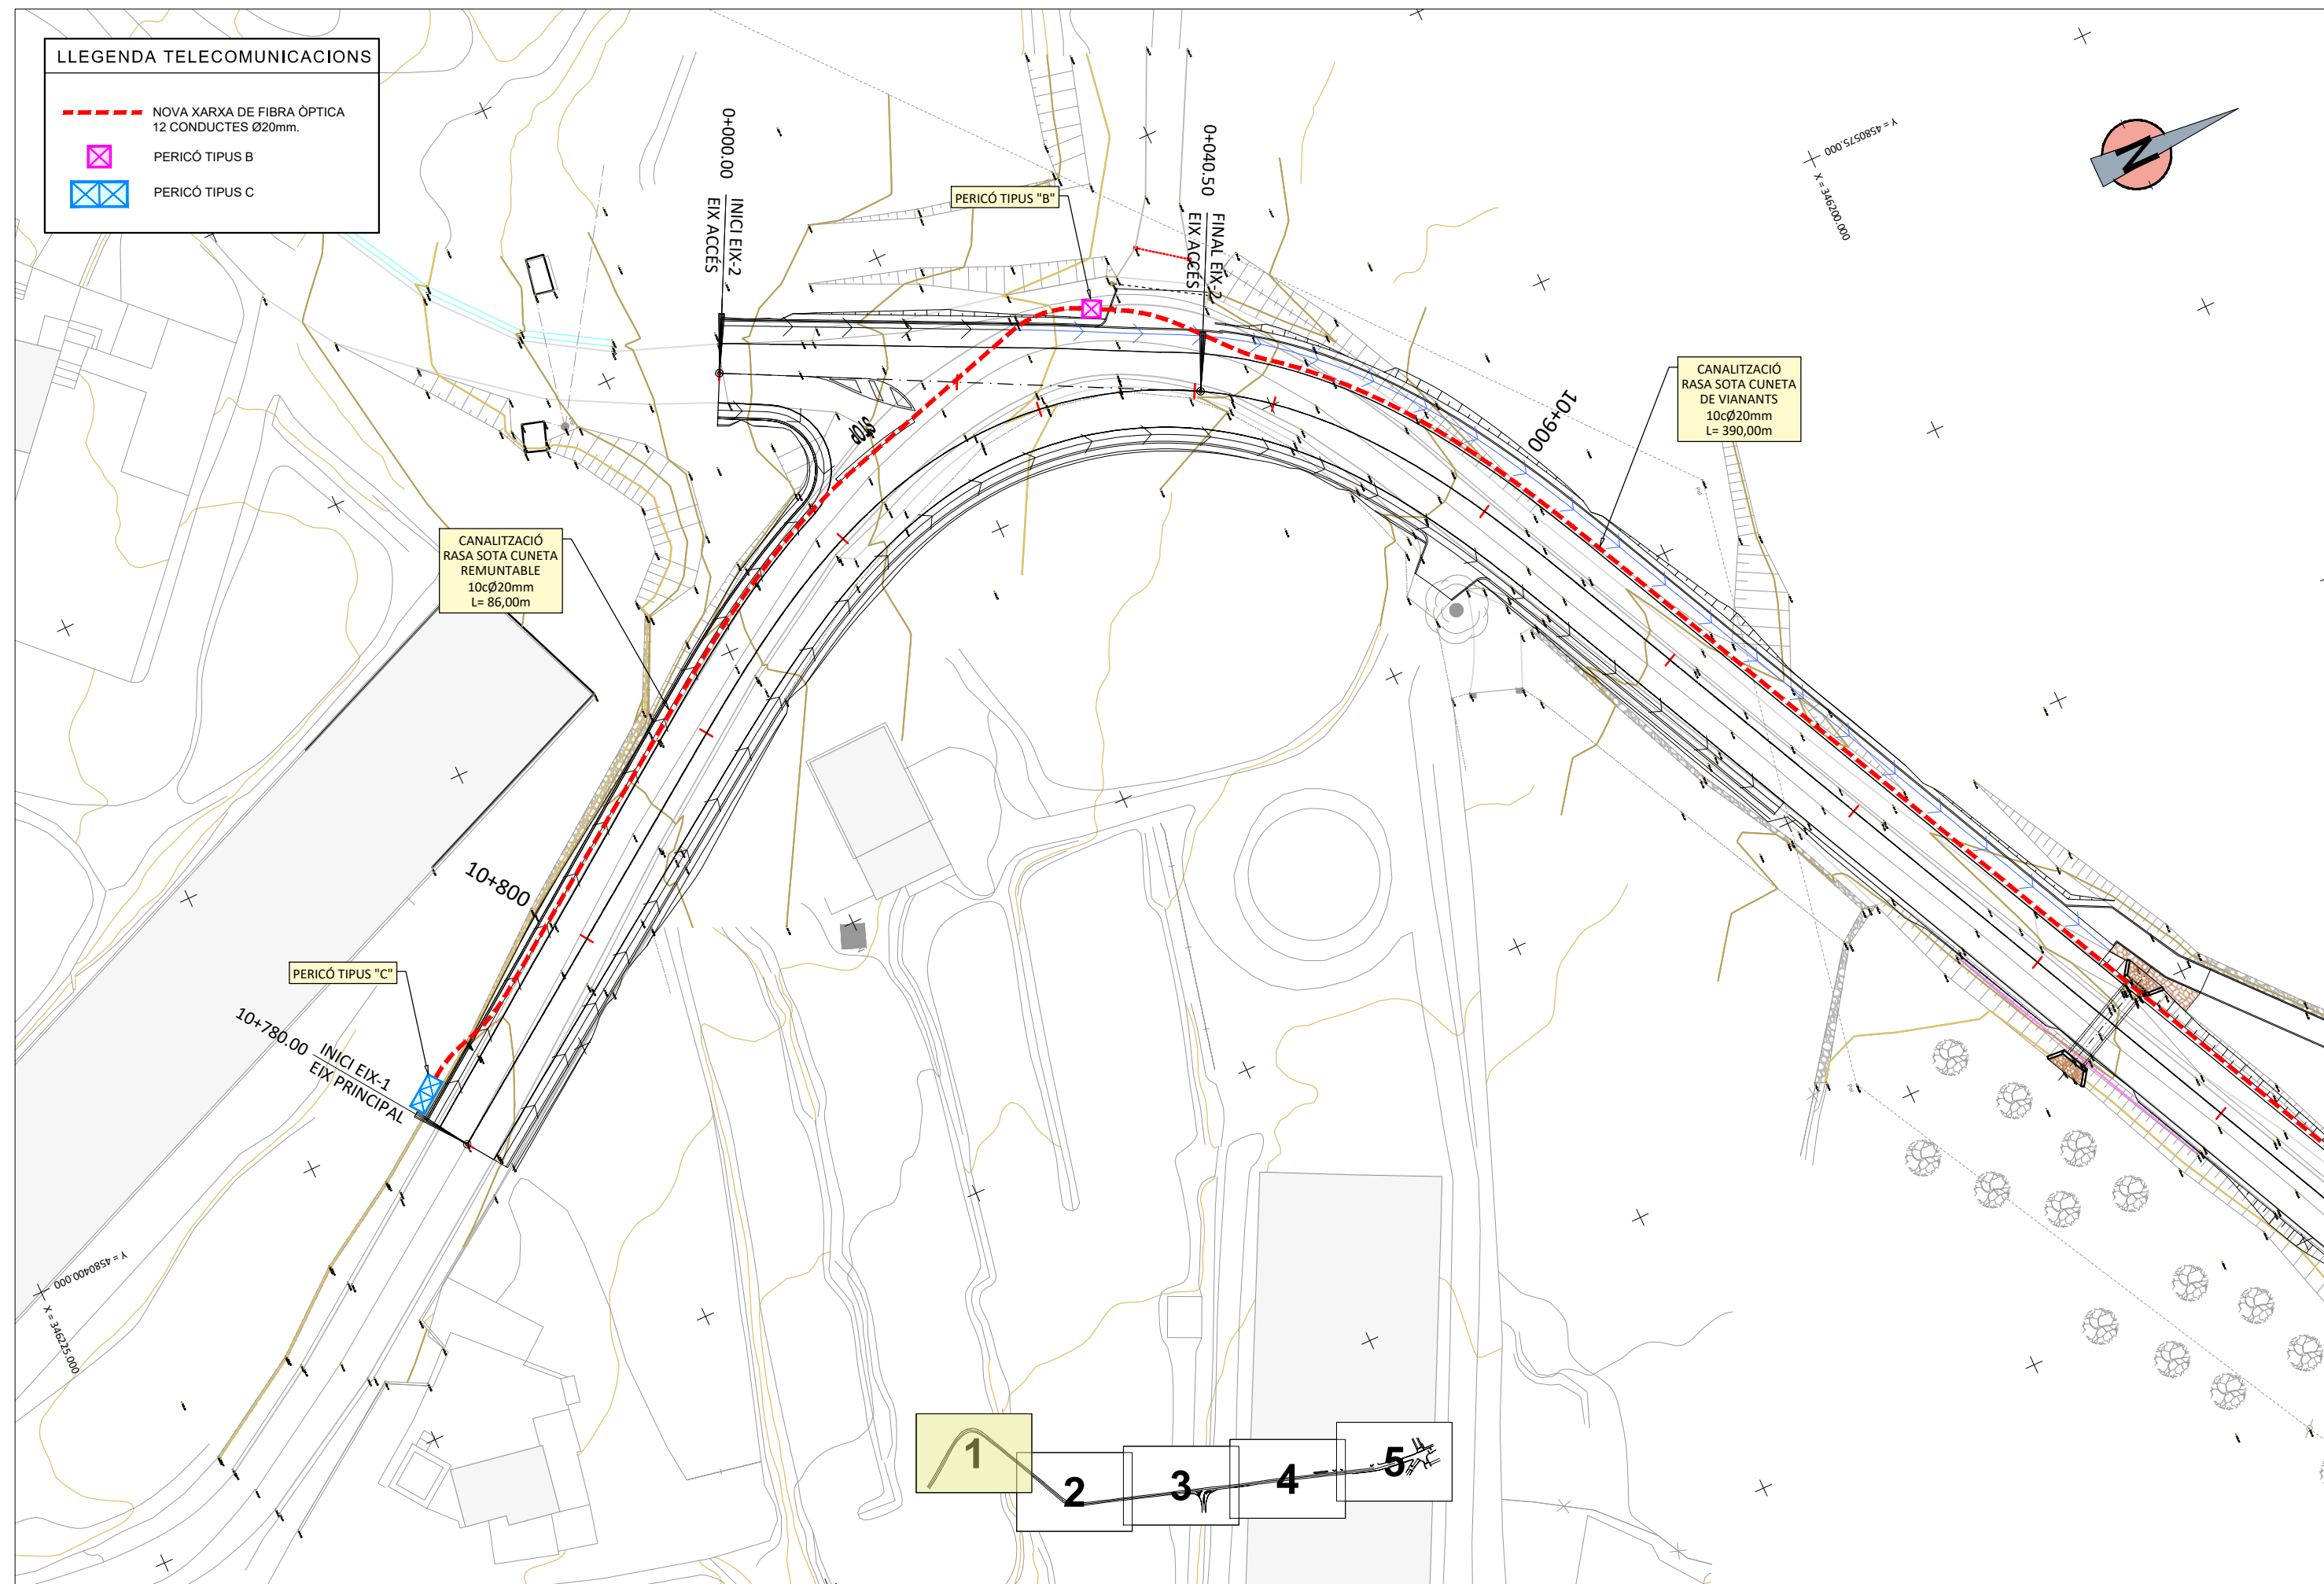 LLEGENDA TELECOMUNICACIONS
NOVA XARXA DE FIBRA ÒPTICA
12 CONDUCTES Ø20mm.
PERICÓ TIPUS B
PERICÓ TIPUS C
0+000.00
INICI EIX-2
EIX ACCÉS
PERICÓ TIPUS "B"
0+040.50
FINAL EIX-2
EIX ACCÉS
Y = 4580575.000
X = 346200.000
N
STOP
10+900
CANALITZACIÓ
RASA SOTA CUNETA
DE VIANANTS
10cØ20mm
L= 390,00m
CANALITZACIÓ
RASA SOTA CUNETA
REMUNTABLE
10cØ20mm
L= 86,00m
10+800
PERICÓ TIPUS "C"
10+780.00
INICI EIX-1
EIX PRINCIPAL
Y = 4580400.000
X = 346225.000
1
2
3
4
5